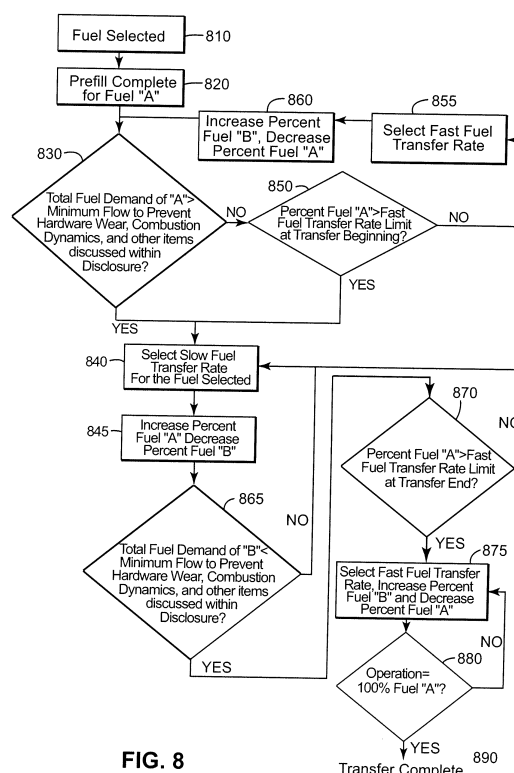 Fuel Selected
810
Prefill Complete
for Fuel "A"
820
860
Increase Percent
Fuel "B", Decrease
Percent Fuel "A"
855
Select Fast Fuel
Transfer Rate
830
Total Fuel Demand of "A">
Minimum Flow to Prevent
Hardware Wear, Combustion
Dynamics, and other items
discussed within
Disclosure?
NO
850
Percent Fuel "A">Fast
Fuel Transfer Rate Limit
at Transfer Beginning?
NO
YES
YES
840
Select Slow Fuel
Transfer Rate
For the Fuel Selected
845
Increase Percent
Fuel "A" Decrease
Percent Fuel "B"
865
Total Fuel Demand of "B"<
Minimum Flow to Prevent
Hardware Wear, Combustion
Dynamics, and other items
discussed within
Disclosure?
NO
YES
870
NO
Percent Fuel "A">Fast
Fuel Transfer Rate Limit
at Transfer End?
YES
875
Select Fast Fuel Transfer
Rate, Increase Percent
Fuel "B" and Decrease
Percent Fuel "A"
NO
880
Operation=
100% Fuel "A"?
YES
890
Transfer Complete
FIG. 8